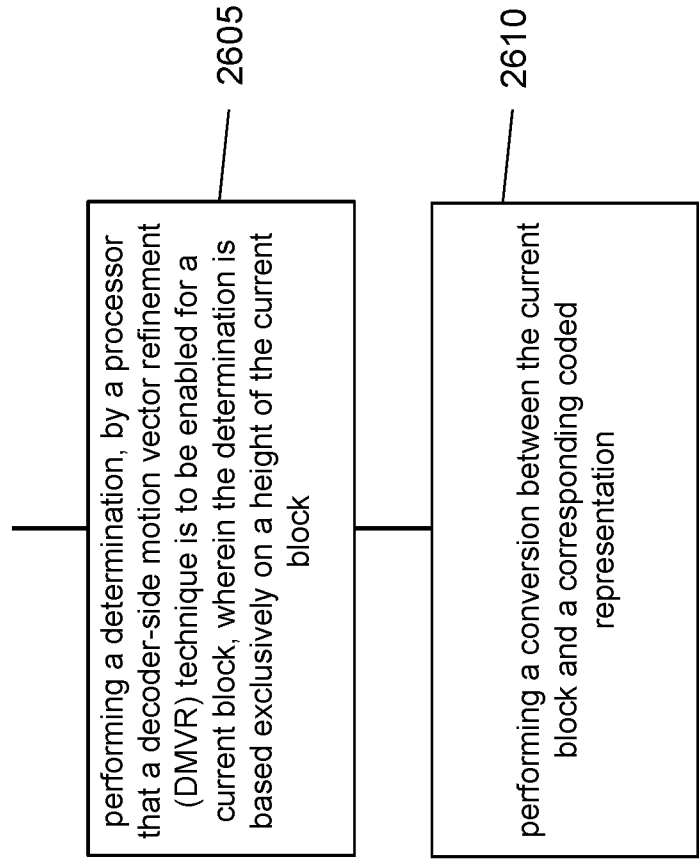 performing a determination, by a processor
that a decoder-side motion vector refinement
(DMVR) technique is to be enabled for a
current block, wherein the determination is
based exclusively on a height of the current
block
2605
performing a conversion between the current
block and a corresponding coded
representation
2610